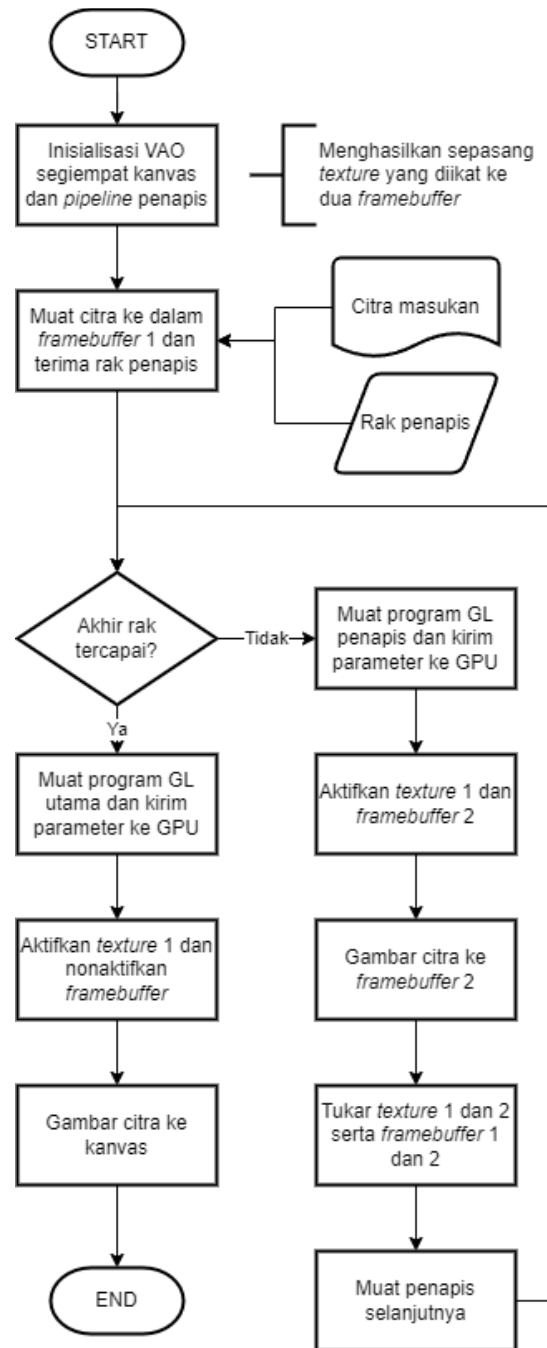 START
Inisialisasi VAO
segiempat kanvas
dan pipeline penapis
Menghasilkan sepasang
texture yang diikat ke
dua framebuffer
Muat citra ke dalam
framebuffer 1 dan
terima rak penapis
Citra masukan
Rak penapis
Akhir rak
tercapai?
Tidak
Ya
Muat program GL
penapis dan kirim
parameter ke GPU
Muat program GL
utama dan kirim
parameter ke GPU
Aktifkan texture 1 dan
framebuffer 2
Aktifkan texture 1 dan
nonaktifkan
framebuffer
Gambar citra ke
framebuffer 2
Gambar citra ke
kanvas
Tukar texture 1 dan 2
serta framebuffer 1
dan 2
END
Muat penapis
selanjutnya